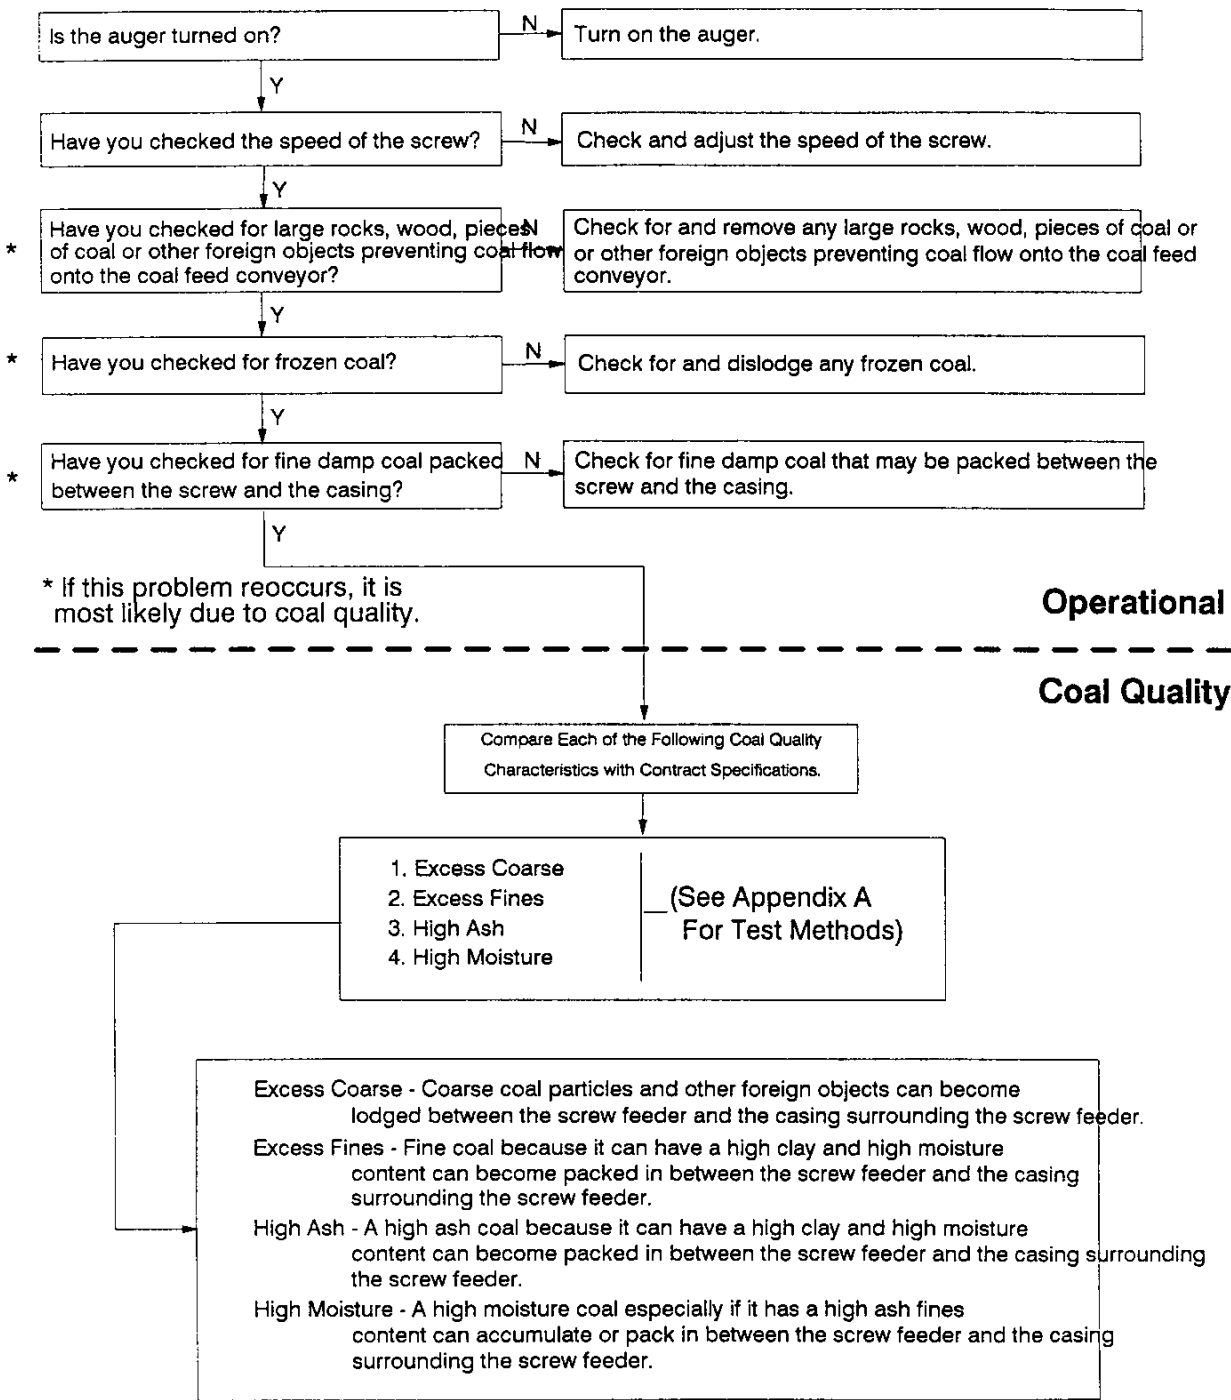 Is the auger turned on?
N
Turn on the auger.
Y
Have you checked the speed of the screw?
N
Check and adjust the speed of the screw.
Y
*
Have you checked for large rocks, wood, pieces
of coal or other foreign objects preventing coal flow
onto the coal feed conveyor?
N
Check for and remove any large rocks, wood, pieces of coal or
or other foreign objects preventing coal flow onto the coal feed
conveyor.
Y
*
Have you checked for frozen coal?
N
Check for and dislodge any frozen coal.
Y
*
Have you checked for fine damp coal packed
between the screw and the casing?
N
Check for fine damp coal that may be packed between the
screw and the casing.
Y
* If this problem reoccurs, it is
most likely due to coal quality.
Operational
Coal Quality
Compare Each of the Following Coal Quality
Characteristics with Contract Specifications.
1. Excess Coarse
2. Excess Fines
3. High Ash
4. High Moisture
(See Appendix A
For Test Methods)
Excess Coarse - Coarse coal particles and other foreign objects can become
lodged between the screw feeder and the casing surrounding the screw feeder.
Excess Fines - Fine coal because it can have a high clay and high moisture
content can become packed in between the screw feeder and the casing
surrounding the screw feeder.
High Ash - A high ash coal because it can have a high clay and high moisture
content can become packed in between the screw feeder and the casing surrounding
the screw feeder.
High Moisture - A high moisture coal especially if it has a high ash fines
content can accumulate or pack in between the screw feeder and the casing
surrounding the screw feeder.